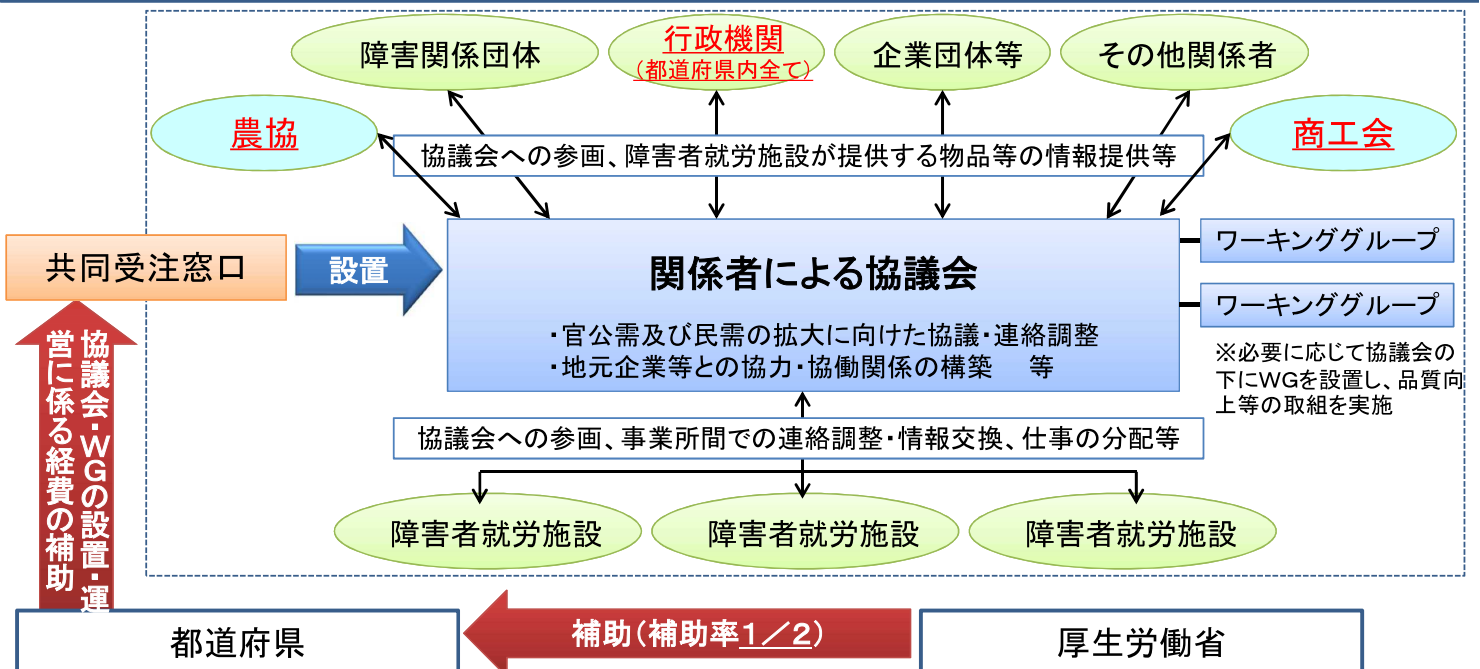 障害関係団体
行政機関
(都道府県内全て)
企業団体等
その他関係者
農協
商工会
協議会への参画、障害者就労施設が提供する物品等の情報提供等
共同受注窓口
設置
関係者による協議会
・官公需及び民需の拡大に向けた協議・連絡調整
・地元企業等との協力・協働関係の構築　等
ワーキンググループ
ワーキンググループ
※必要に応じて協議会の
下にWGを設置し、品質向
上等の取組を実施
協議会・WGの設置・運
営に係る経費の補助
協議会への参画、事業所間での連絡調整・情報交換、仕事の分配等
障害者就労施設
障害者就労施設
障害者就労施設
都道府県
補助(補助率1／2)
厚生労働省